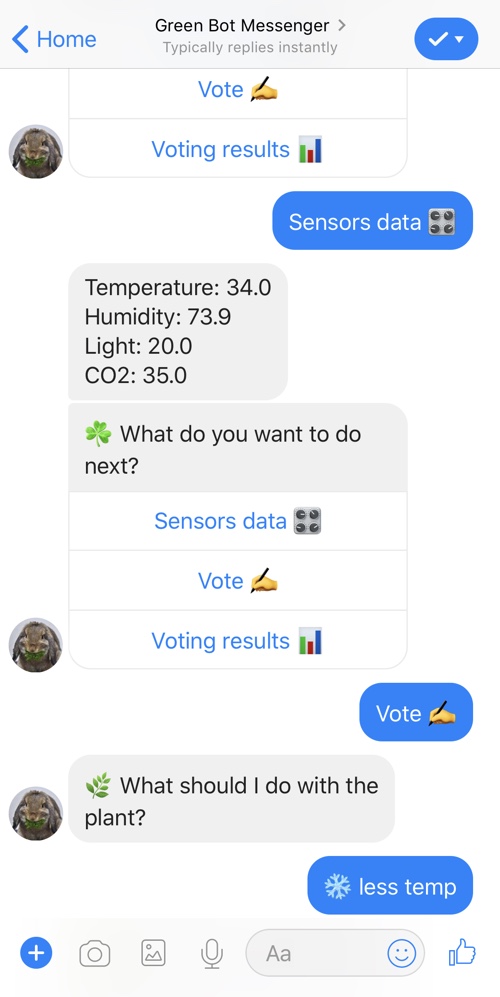 Home
Green Bot Messenger
Typically replies instantly
Vote ✍️
Voting results 📊
Sensors data 🎛
Temperature: 34.0
Humidity: 73.9
Light: 20.0
CO2: 35.0
☘️ What do you want to do
next?
Sensors data 🎛
Vote ✍️
Voting results 📊
Vote ✍️
🌿 What should I do with the
plant?
❄️ less temp
Aa